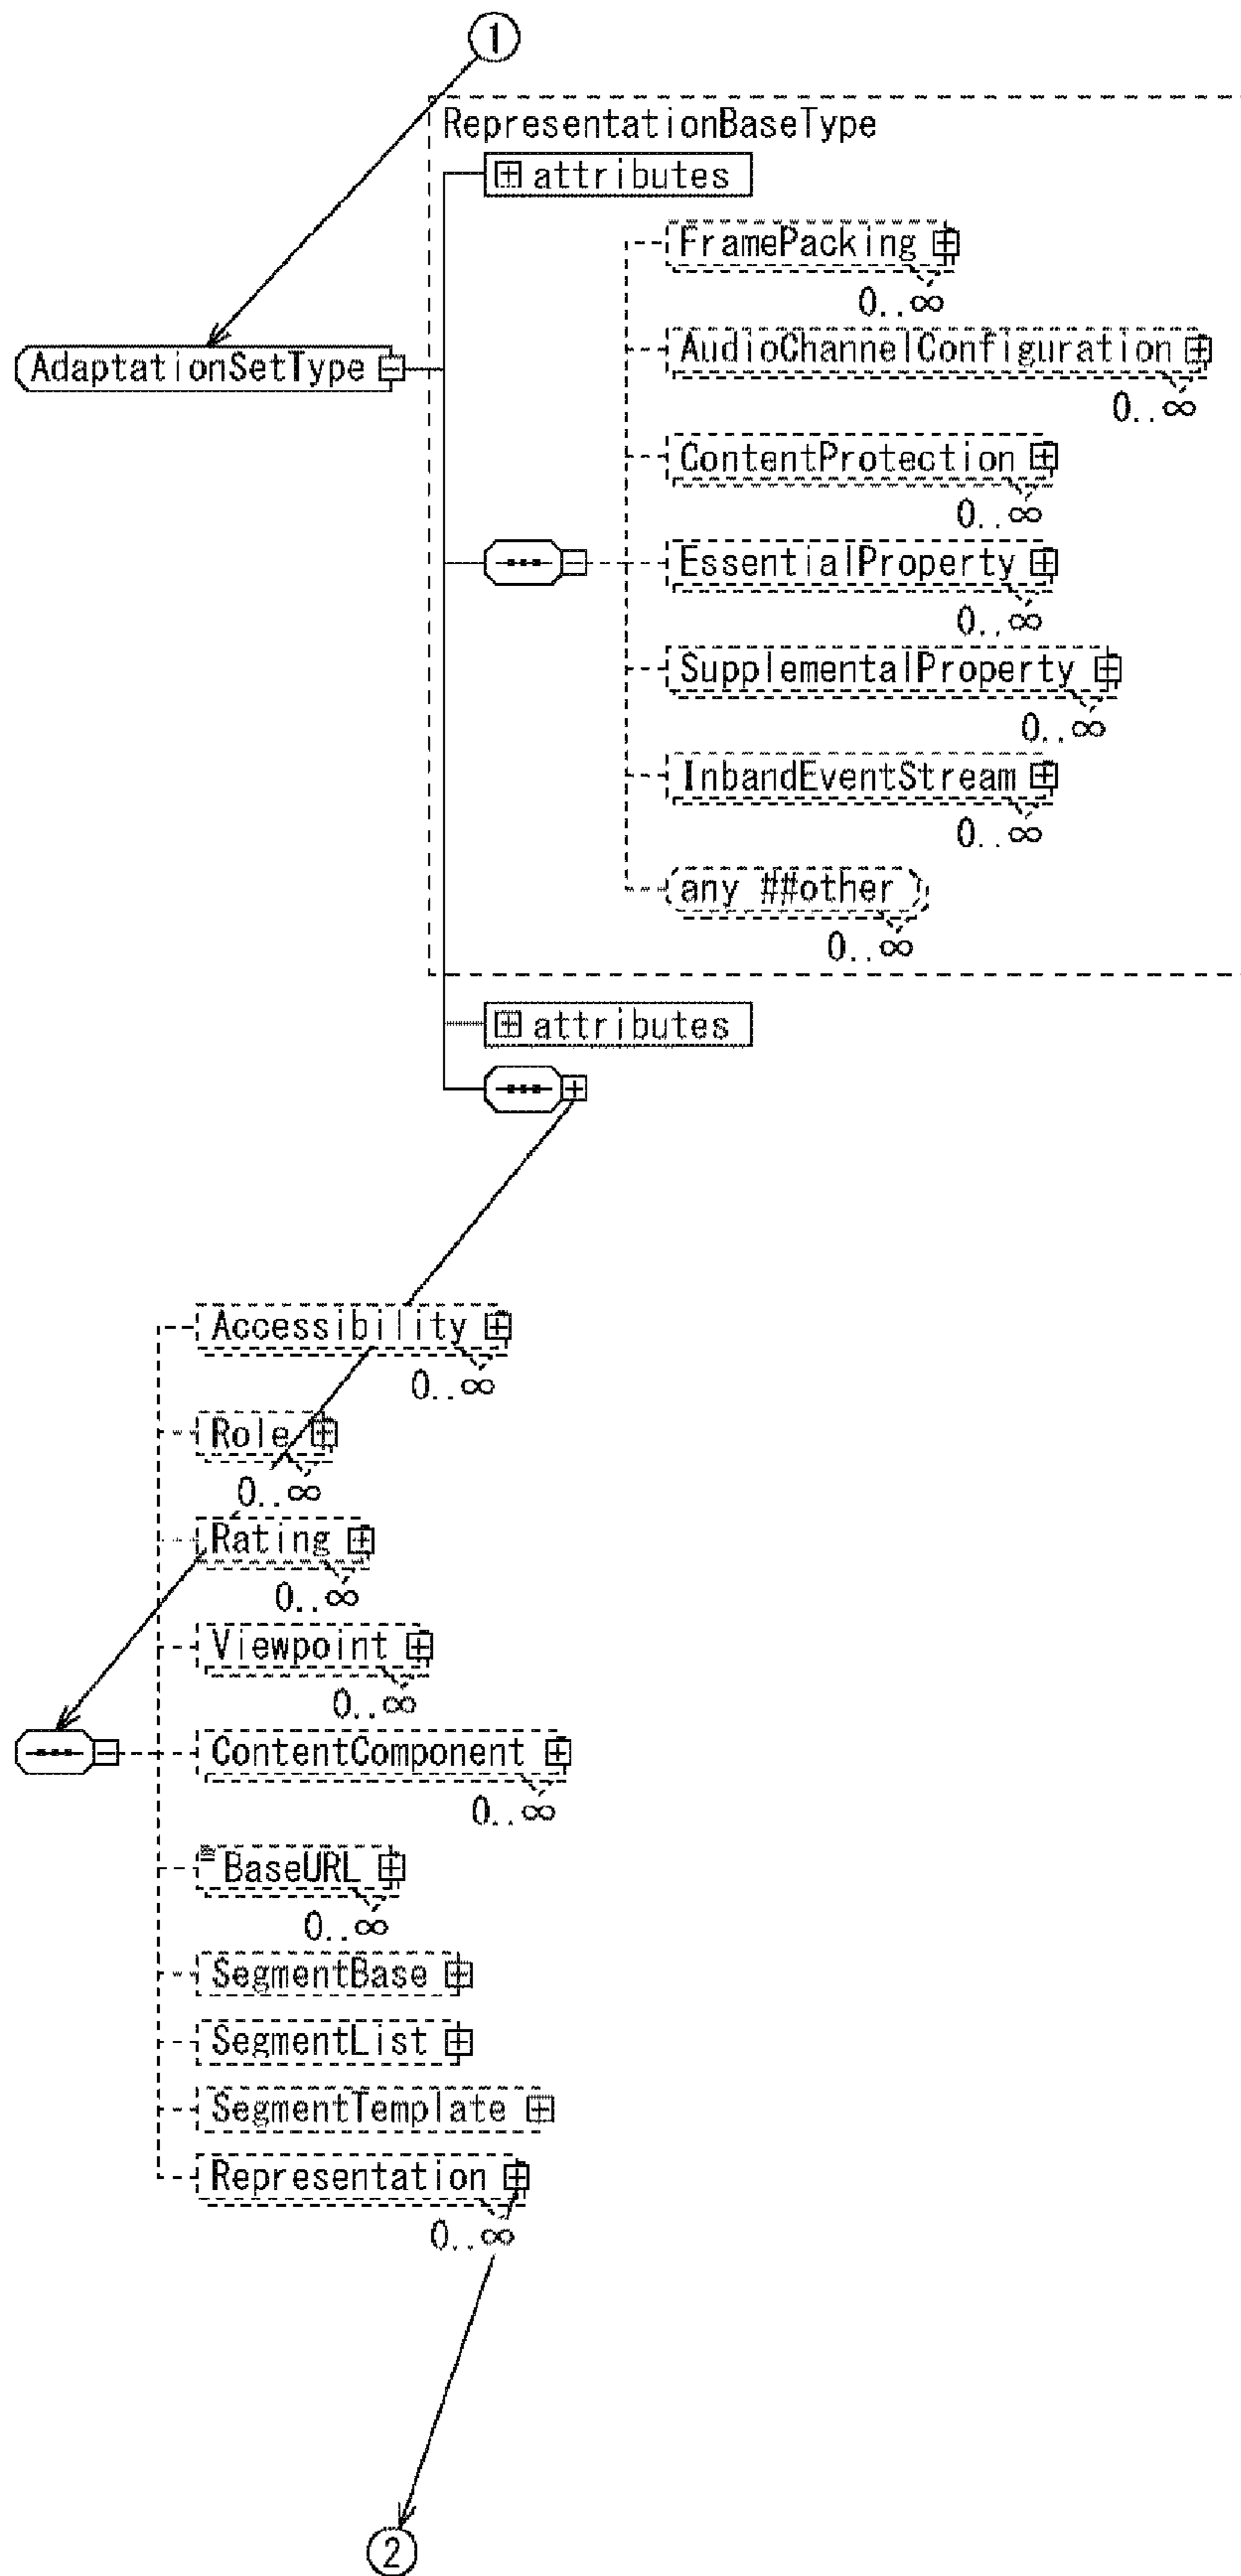 1
RepresentationBaseType
attributes
FramePacking
0..∞
AdaptationSetType
AudioChannelConfiguration
0..∞
ContentProtection
0..∞
EssentialProperty
0..∞
SupplementalProperty
0..∞
InbandEventStream
0..∞
any ##other
0..∞
attributes
Accessibility
0..∞
Role
0..∞
Rating
0..∞
Viewpoint
0..∞
ContentComponent
0..∞
BaseURL
0..∞
SegmentBase
SegmentList
SegmentTemplate
Representation
0..∞
2